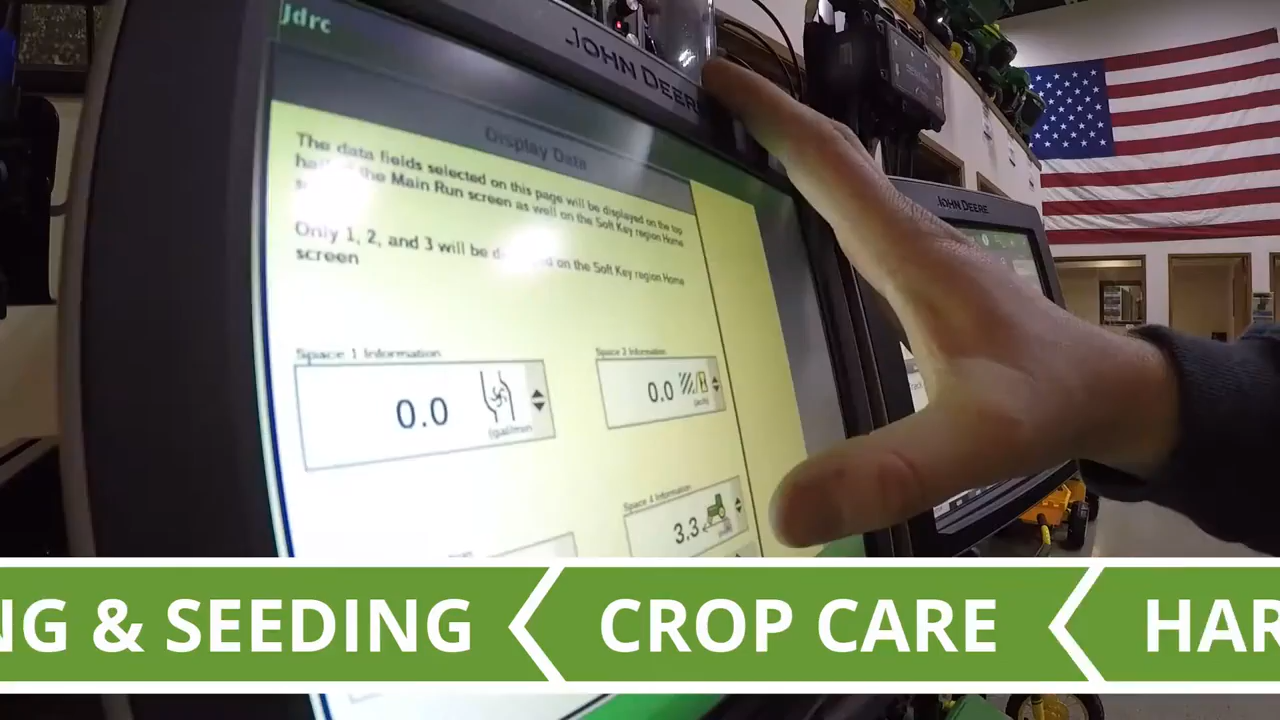 Jdrc
JOHN DEERE
Display Data
The data fields selected on this page will be displayed on the top
the Main Run screen as well on the Soft Key region Home
Only 1, 2, and 3 will be on the Soft Key region Home
screen
Space 1 Information
0.0
(gal/min
Space 2 Information
0.0
Space 4 Information
3.3
JOHN DEERE
NG & SEEDING
CROP CARE
HAR